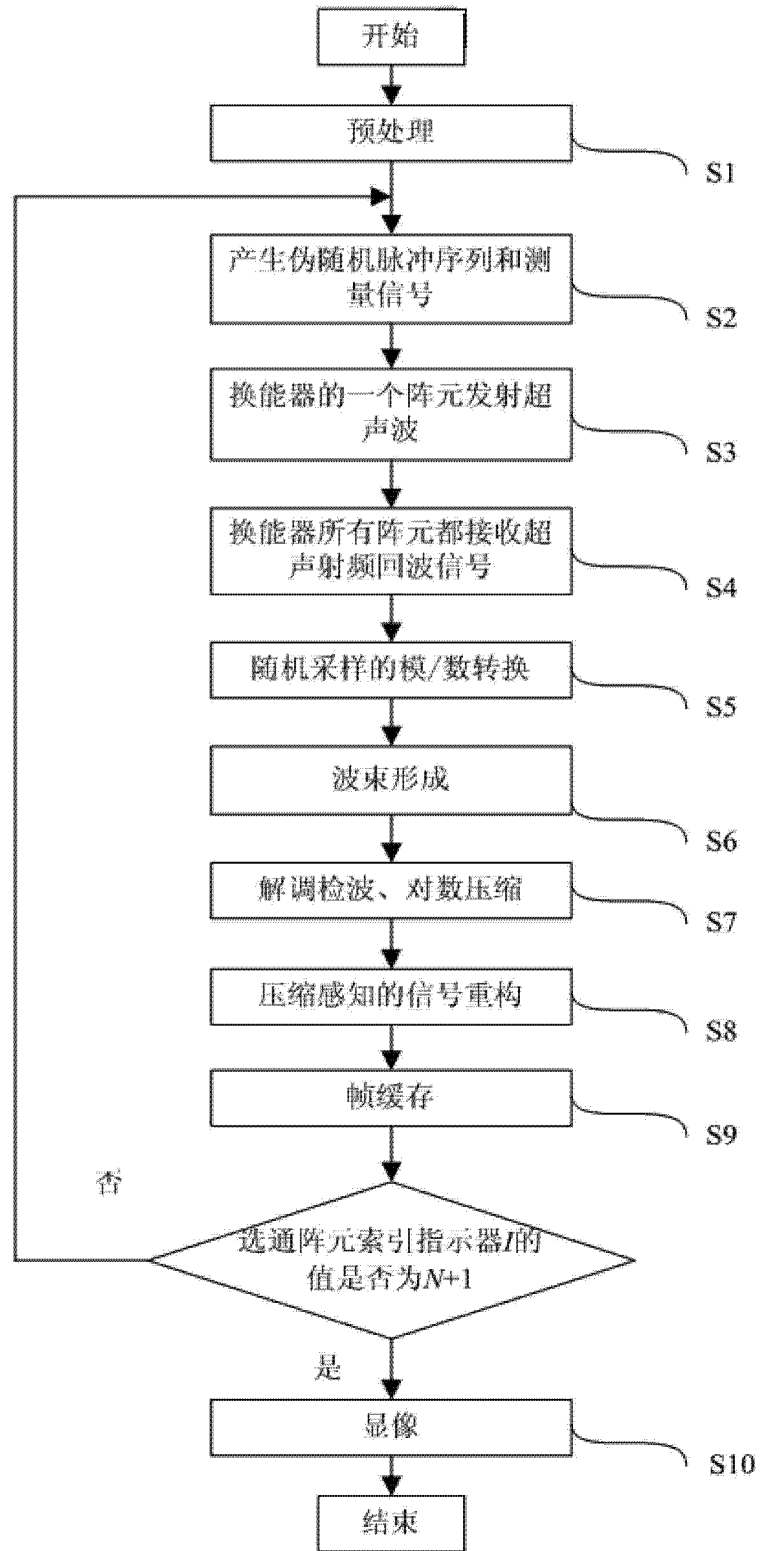 开始
预处理
S1
产生伪随机脉冲序列和测
量信号
S2
换能器的一个阵元发射超
声波
S3
换能器所有阵元都接收超
声射频回波信号
S4
随机采样的模/数转换
S5
波束形成
S6
解调检波、对数压缩
S7
压缩感知的信号重构
S8
帧缓存
S9
否
选通阵元索引指示器I的
值是否为N+1
是
显像
S10
结束